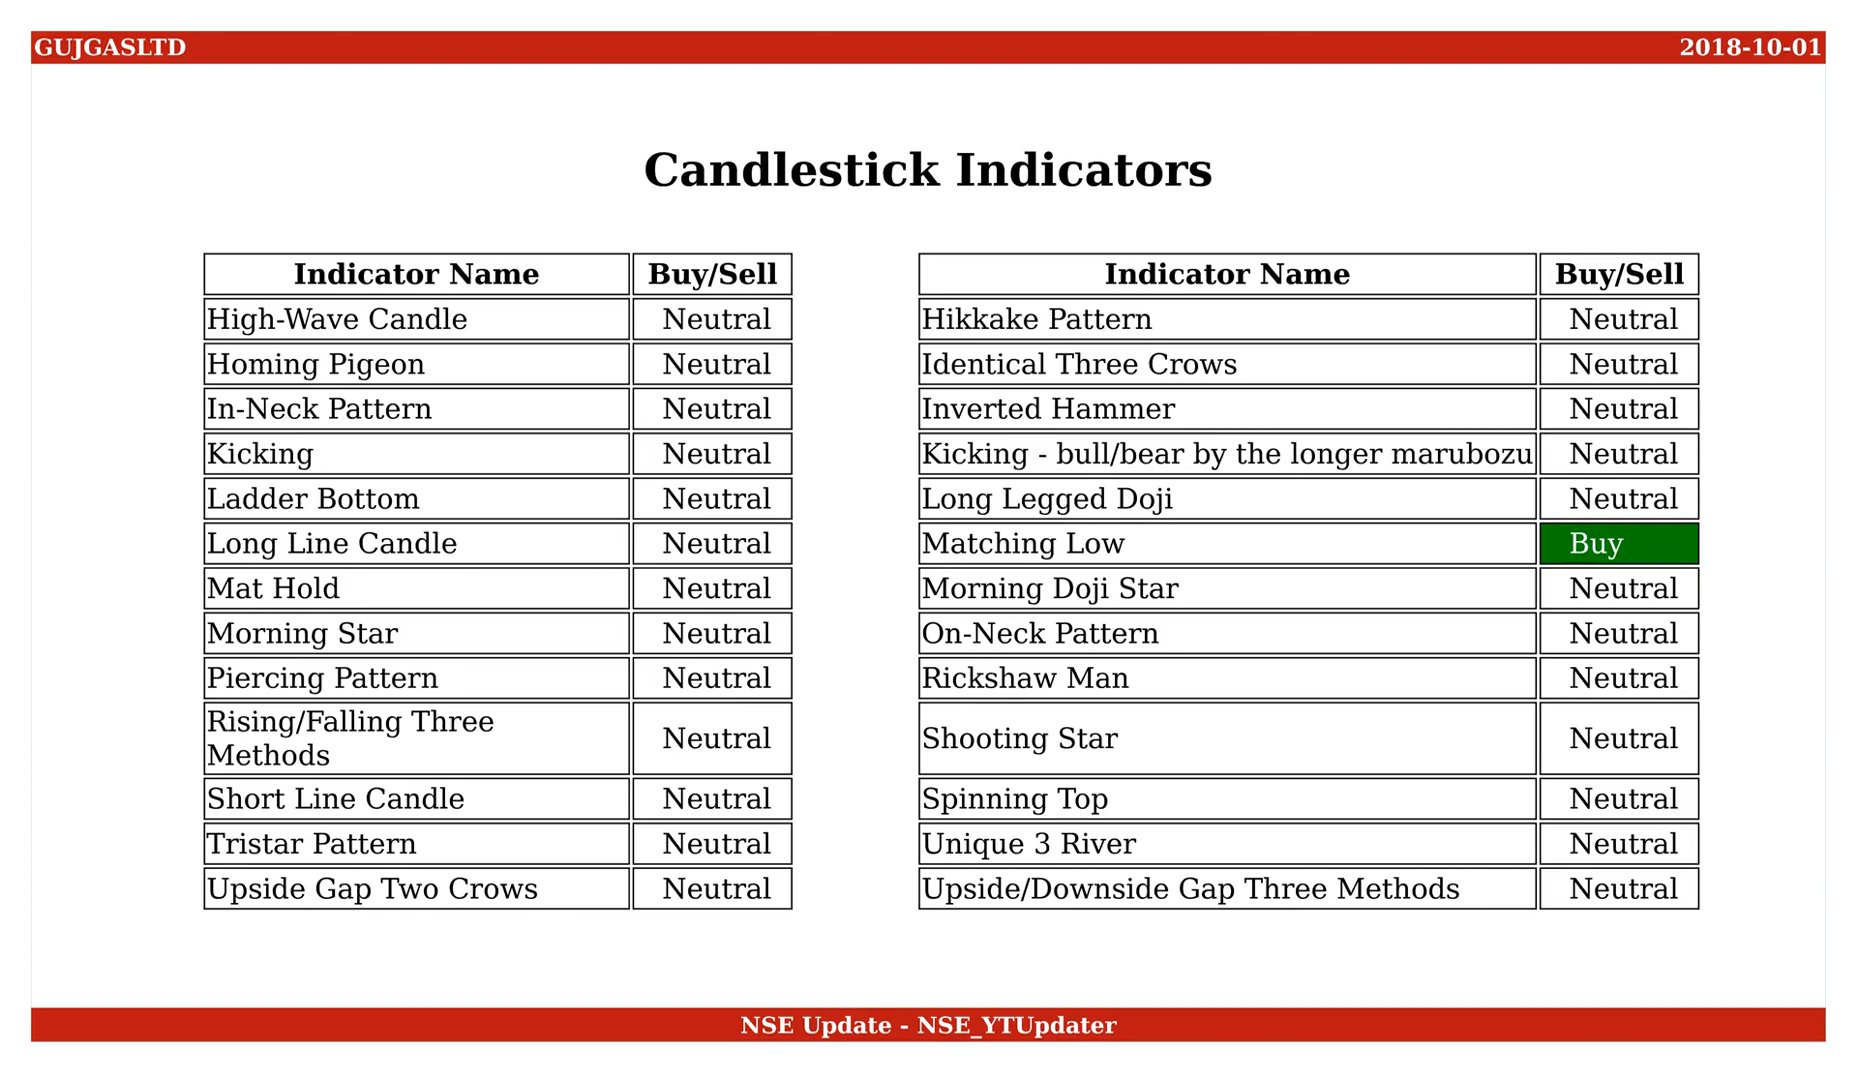 GUJGASLTD 2018-10-01
Candlestick Indicators
Indicator Name Buy/Sell Indicator Name Buy/Sell
High-Wave Candle Neutral Hikkake Pattern Neutral
Homing Pigeon Neutral Identical Three Crows Neutral
In-Neck Pattern Neutral Inverted Hammer Neutral
Kicking Neutral Kicking - bull/bear by the longer marubozu Neutral
Ladder Bottom Neutral Long Legged Doji Neutral
Long Line Candle Neutral Matching Low Buy
Mat Hold Neutral Morning Doji Star Neutral
Morning Star Neutral On-Neck Pattern Neutral
Piercing Pattern Neutral Rickshaw Man Neutral
Rising/Falling Three
Methods Neutral Shooting Star Neutral
Short Line Candle Neutral Spinning Top Neutral
Tristar Pattern Neutral Unique 3 River Neutral
Upside Gap Two Crows Neutral Upside/Downside Gap Three Methods Neutral
NSE Update - NSE_YTUpdater